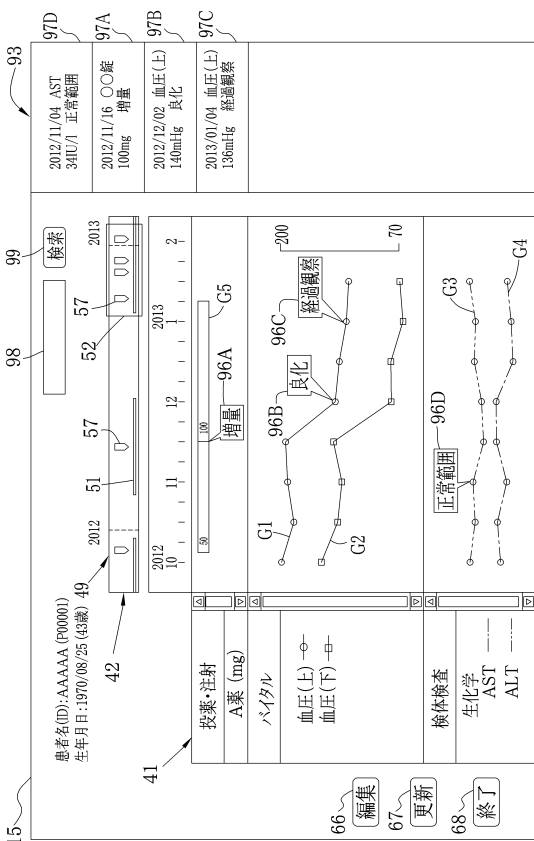 15
患者名(ID):AAAAA (P00001)
生年月日:1970/08/25 (43歳)
98
99
検索
93
49
42
2012
57
51
57
52
2013
2012
10
11
12
2013
1
2
41
投薬・注射
A薬 (mg)
50
100
増量
96A
G5
バイタル
血圧(上)
血圧(下)
G1
G2
96B
良化
96C
経過観察
200
70
検体検査
生化学
AST
ALT
正常範囲
96D
G3
G4
66
編集
67
更新
68
終了
2012/11/04 AST
34IU/l 正常範囲
97D
2012/11/16 〇〇錠
100mg 増量
97A
2012/12/02 血圧(上)
140mHg 良化
97B
2013/01/04 血圧(上)
136mHg 経過観察
97C